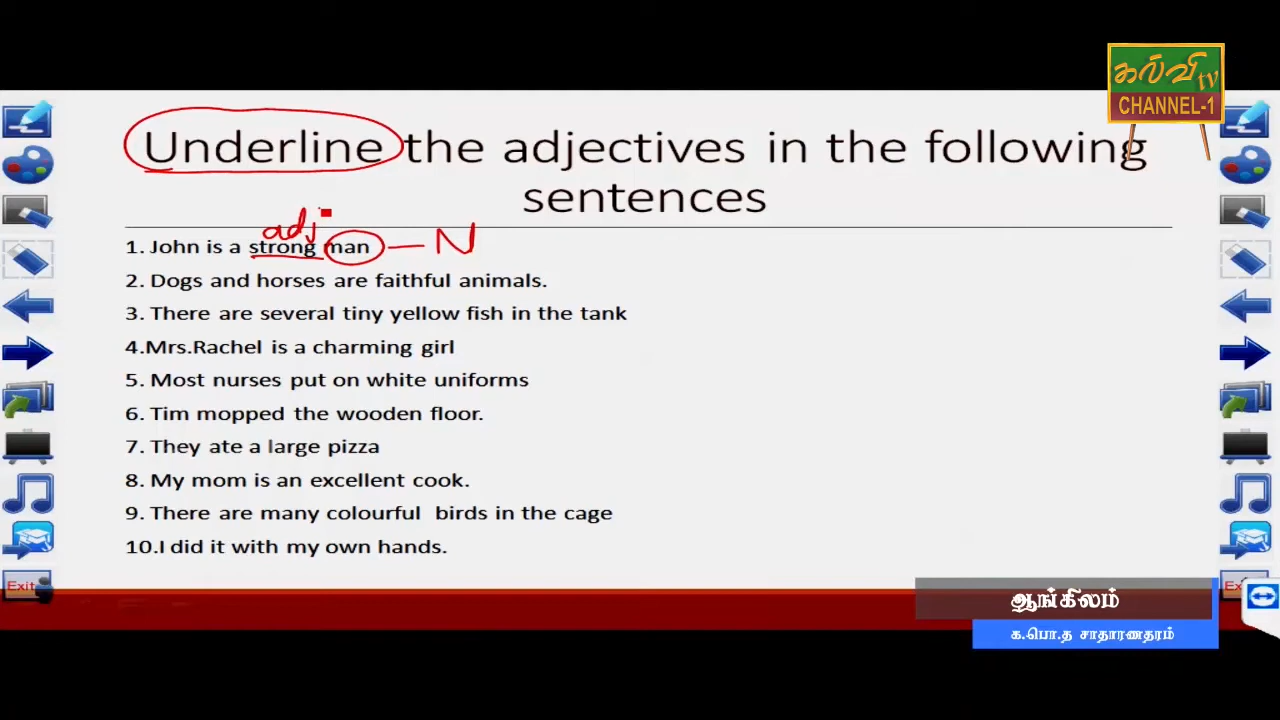 கல்வி tv
CHANNEL-1
Underline the adjectives in the following
sentences
adj
1. John is a strong man — N
2. Dogs and horses are faithful animals.
3. There are several tiny yellow fish in the tank
4.Mrs.Rachel is a charming girl
5. Most nurses put on white uniforms
6. Tim mopped the wooden floor.
7. They ate a large pizza
8. My mom is an excellent cook.
9. There are many colourful birds in the cage
10.I did it with my own hands.
Exit
ஆங்கிலம்
க.பொ.த சாதாரணதரம்